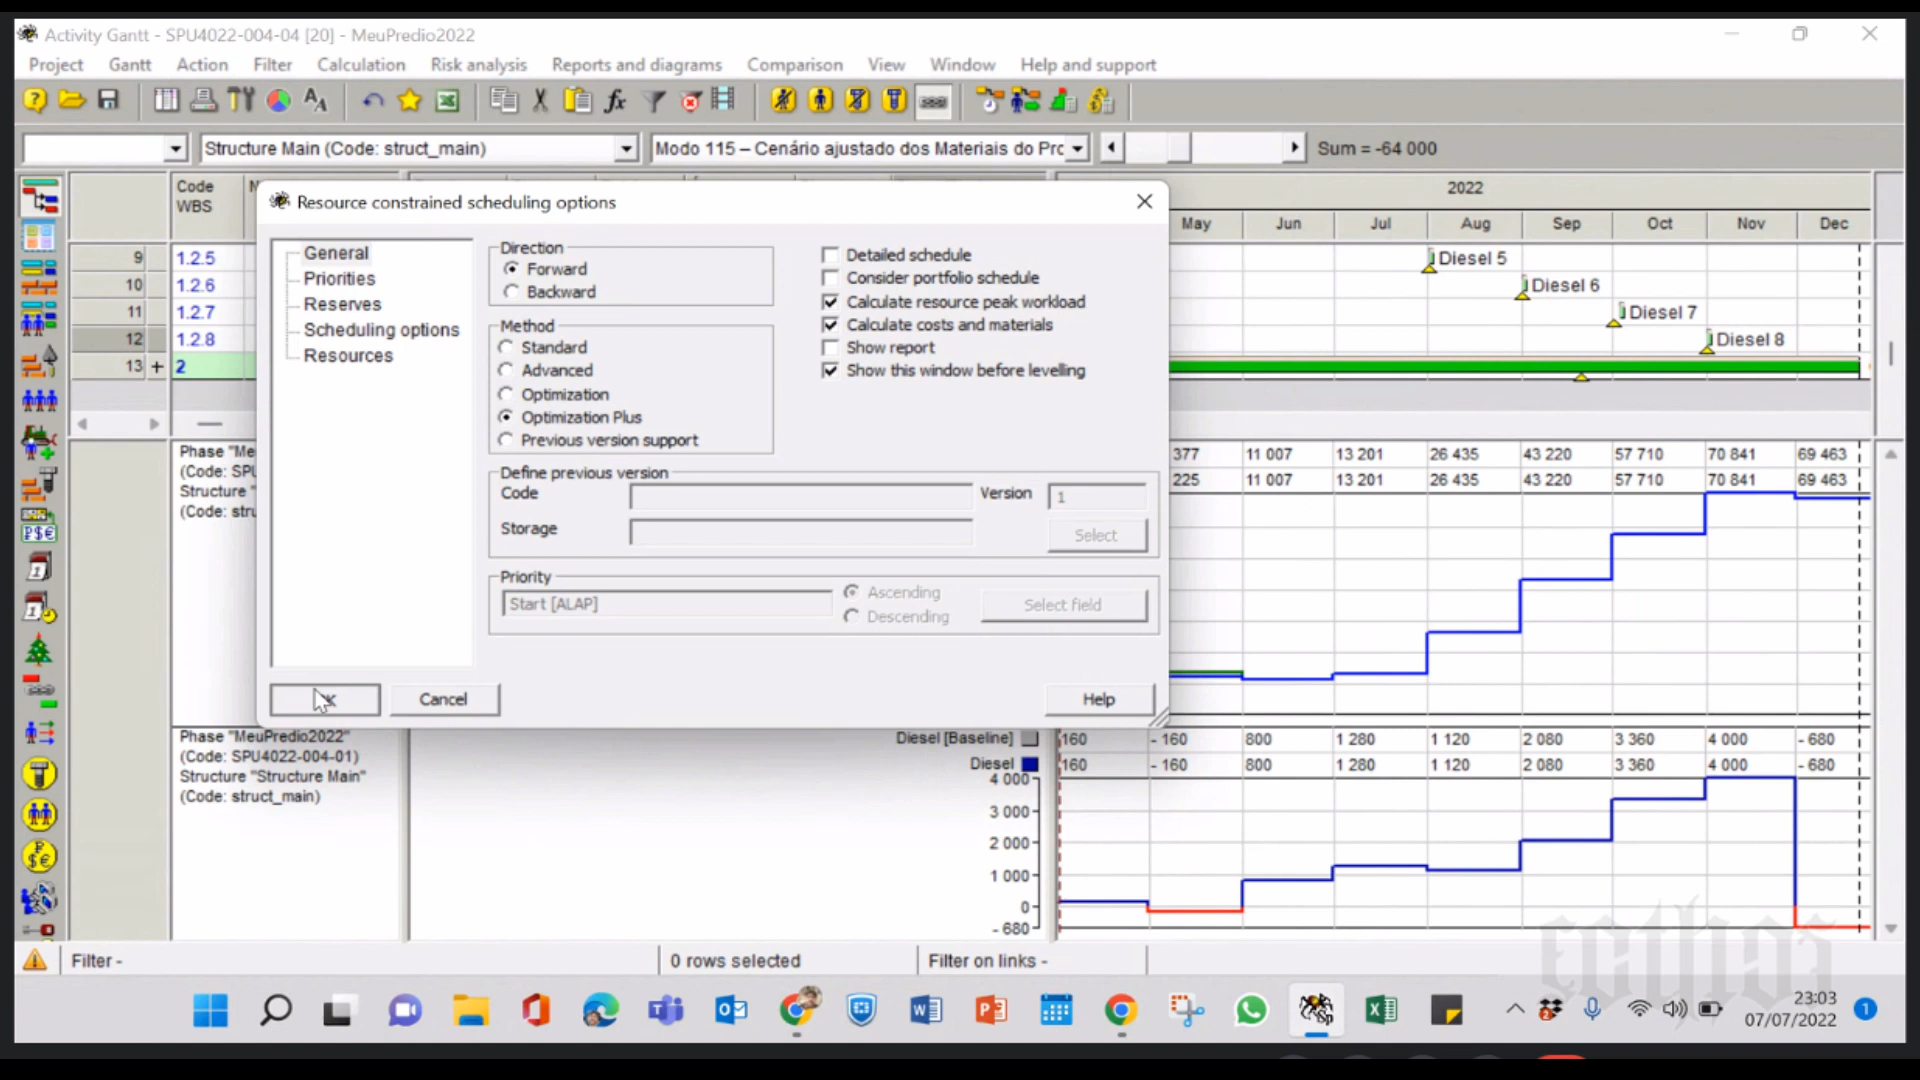 Activity Gantt - SPU4022-004-04 [20] - MeuPredio2022
Project Gantt Action Filter Calculation Risk analysis Reports and diagrams Comparison View Window Help and support
Structure Main (Code: struct_main) Modo 115 – Cenário ajustado dos Materiais do Prc Sum = -64 000
Code
WBS
2022
May Jun Jul Aug Sep Oct Nov Dec
9 1.2.5 Diesel 5
10 1.2.6 Diesel 6
11 1.2.7 Diesel 7
12 1.2.8 Diesel 8
13 + 2
Resource constrained scheduling options
General
Priorities
Reserves
Scheduling options
Resources
Direction
Forward
Backward
Method
Standard
Advanced
Optimization
Optimization Plus
Previous version support
Detailed schedule
Consider portfolio schedule
Calculate resource peak workload
Calculate costs and materials
Show report
Show this window before levelling
Define previous version
Code Version 1
Storage Select
Priority
Start [ALAP] Ascending
Descending Select field
Cancel Help
Phase "Me
(Code: SPU
Structure "
(Code: stru
377 11 007 13 201 26 435 43 220 57 710 70 841 69 463
225 11 007 13 201 26 435 43 220 57 710 70 841 69 463
Phase "MeuPredio2022"
(Code: SPU4022-004-01)
Structure "Structure Main"
(Code: struct_main)
Diesel [Baseline] 160 - 160 800 1 280 1 120 2 080 3 360 4 000 - 680
Diesel 160 - 160 800 1 280 1 120 2 080 3 360 4 000 - 680
4 000
3 000
2 000
1 000
0
- 680
Filter - 0 rows selected Filter on links -
23:03
07/07/2022
1